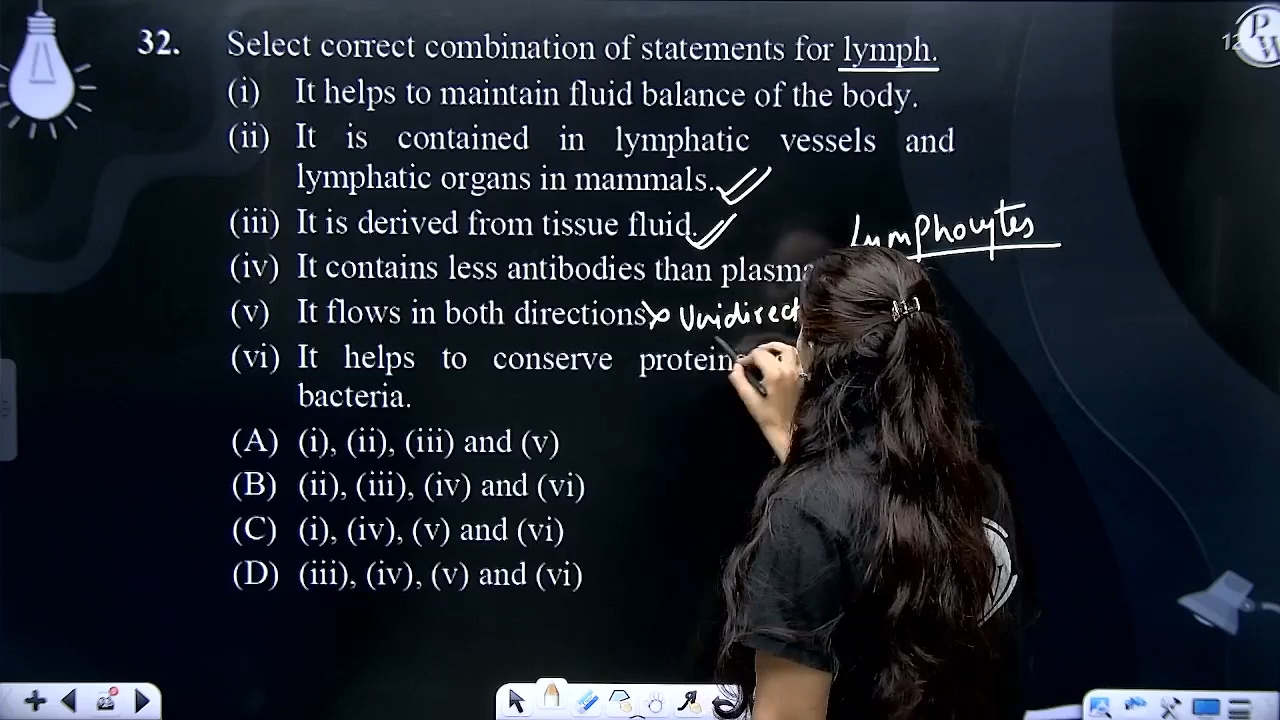 32. Select correct combination of statements for lymph.
(i) It helps to maintain fluid balance of the body.
(ii) It is contained in lymphatic vessels and
lymphatic organs in mammals.
(iii) It is derived from tissue fluid.
Lymphocytes
(iv) It contains less antibodies than plasma
(v) It flows in both directions Unidirect
(vi) It helps to conserve protein
bacteria.
(A) (i), (ii), (iii) and (v)
(B) (ii), (iii), (iv) and (vi)
(C) (i), (iv), (v) and (vi)
(D) (iii), (iv), (v) and (vi)
PW